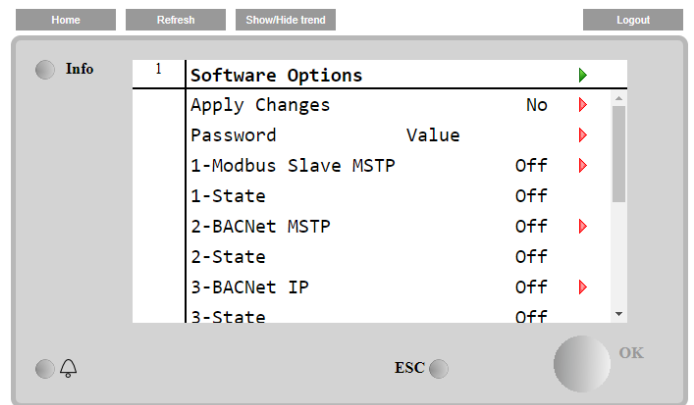 Home Refresh Show/Hide trend Logout
Info
1 Software Options
Apply Changes No
Password Value
1-Modbus Slave MSTP Off
1-State Off
2-BACNet MSTP Off
2-State Off
3-BACNet IP Off
3-State Off
ESC OK